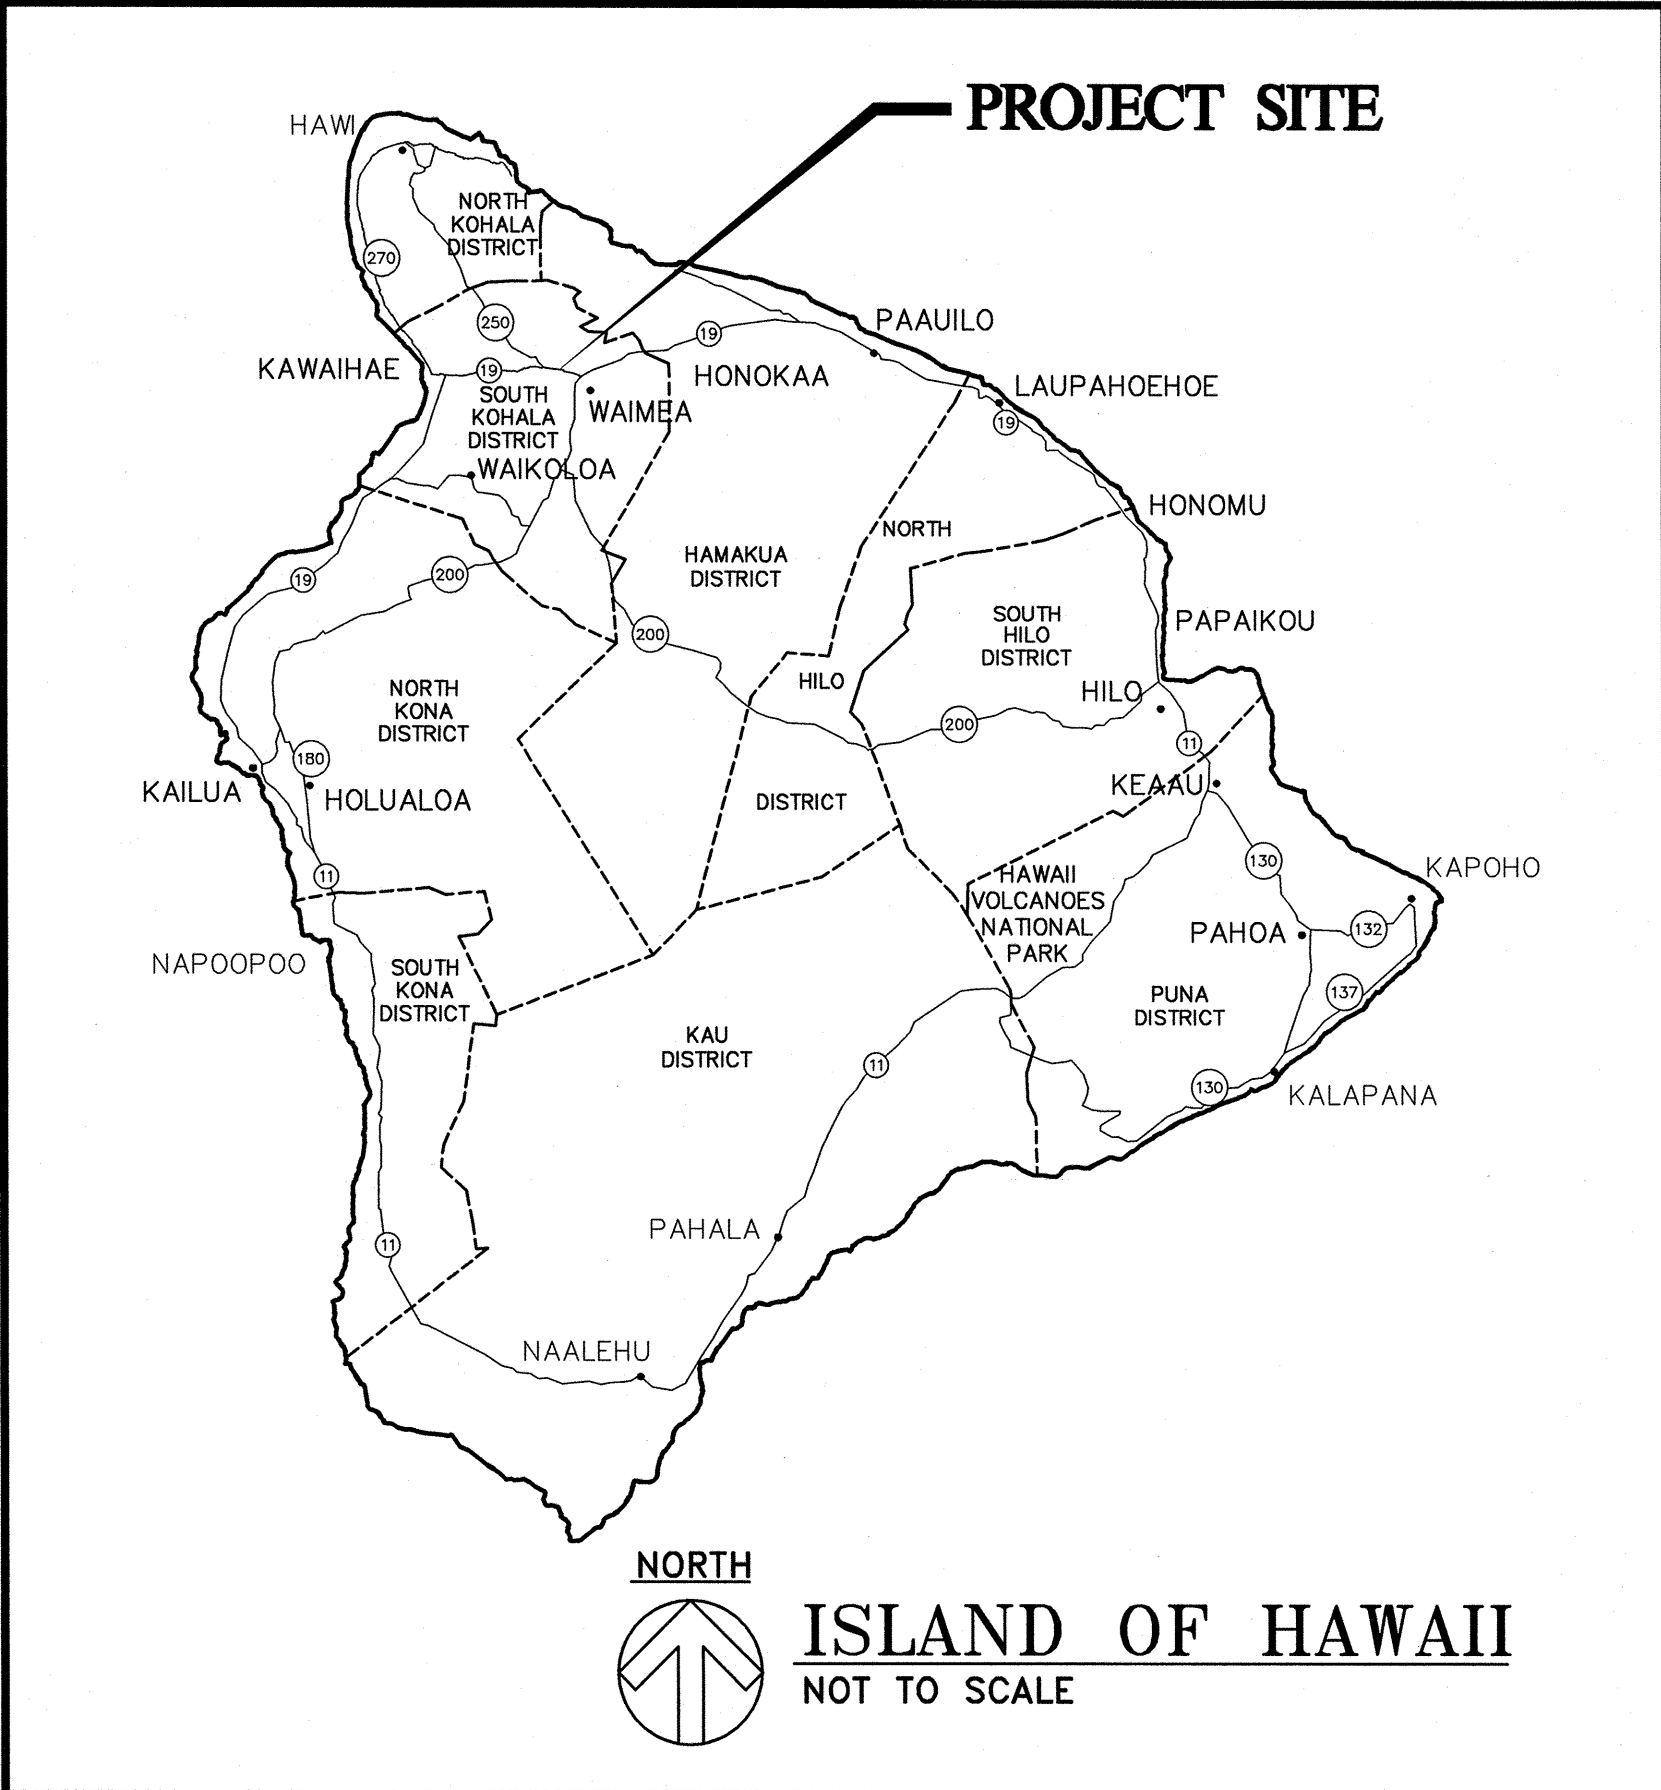 PROJECT SITE
HAWI
NORTH
KOHALA
DISTRICT
270
250
PAAUILO
19
KAWAIHAE
19
HONOKAA
LAUPAHOEHOE
SOUTH
KOHALA
DISTRICT
WAIMEA
19
WAIKOLOA
HONOMU
NORTH
HAMAKUA
DISTRICT
19
200
SOUTH
HILO
DISTRICT
PAPAIKOU
200
HILO
NORTH
KONA
DISTRICT
HILO
200
11
180
KAILUA
HOLUALOA
DISTRICT
KEAAU
130
KAPOHO
11
HAWAII
VOLCANOES
NATIONAL
PARK
PAHOA
132
NAPOOPOO
SOUTH
KONA
DISTRICT
137
PUNA
DISTRICT
KAU
DISTRICT
11
130
KALAPANA
PAHALA
11
NAALEHU
NORTH
ISLAND OF HAWAII
NOT TO SCALE